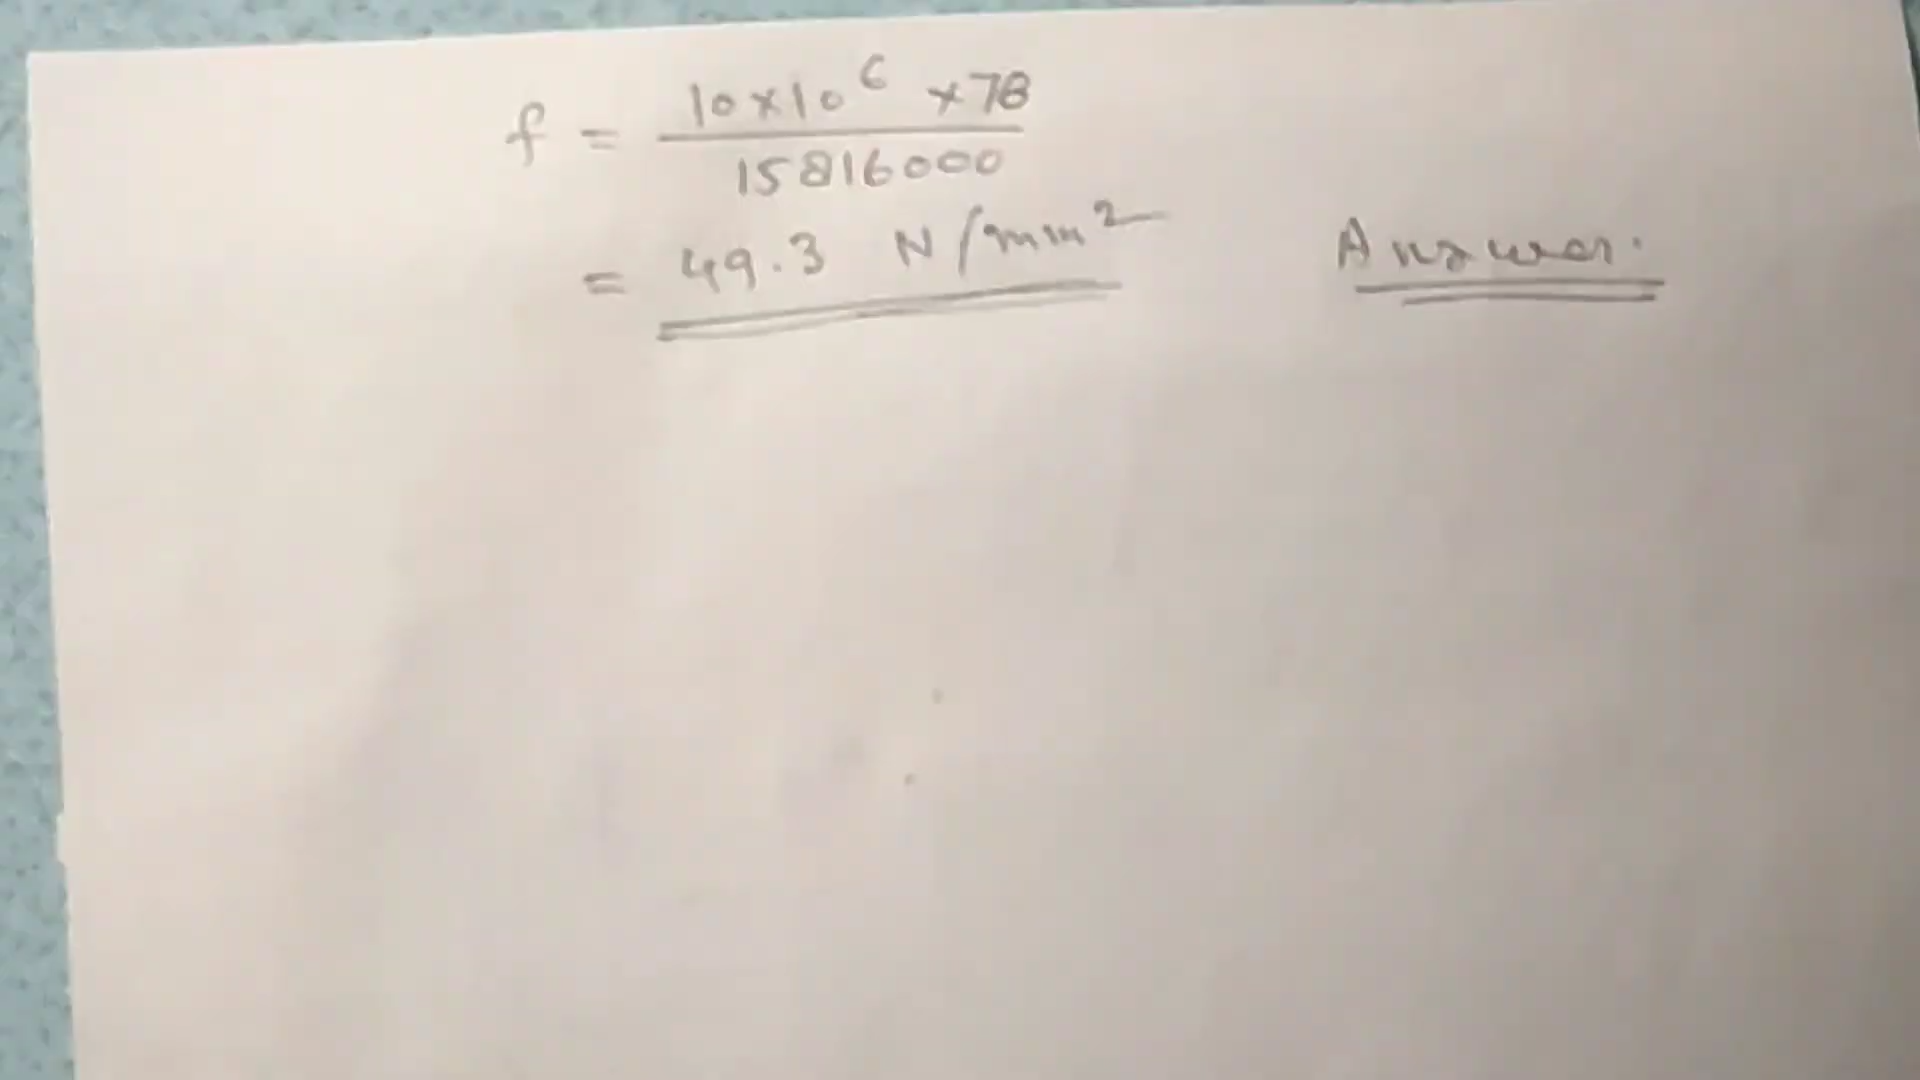 f = 10×10⁶ ×78 / 15816000
= 49.3 N/mm² Answer.